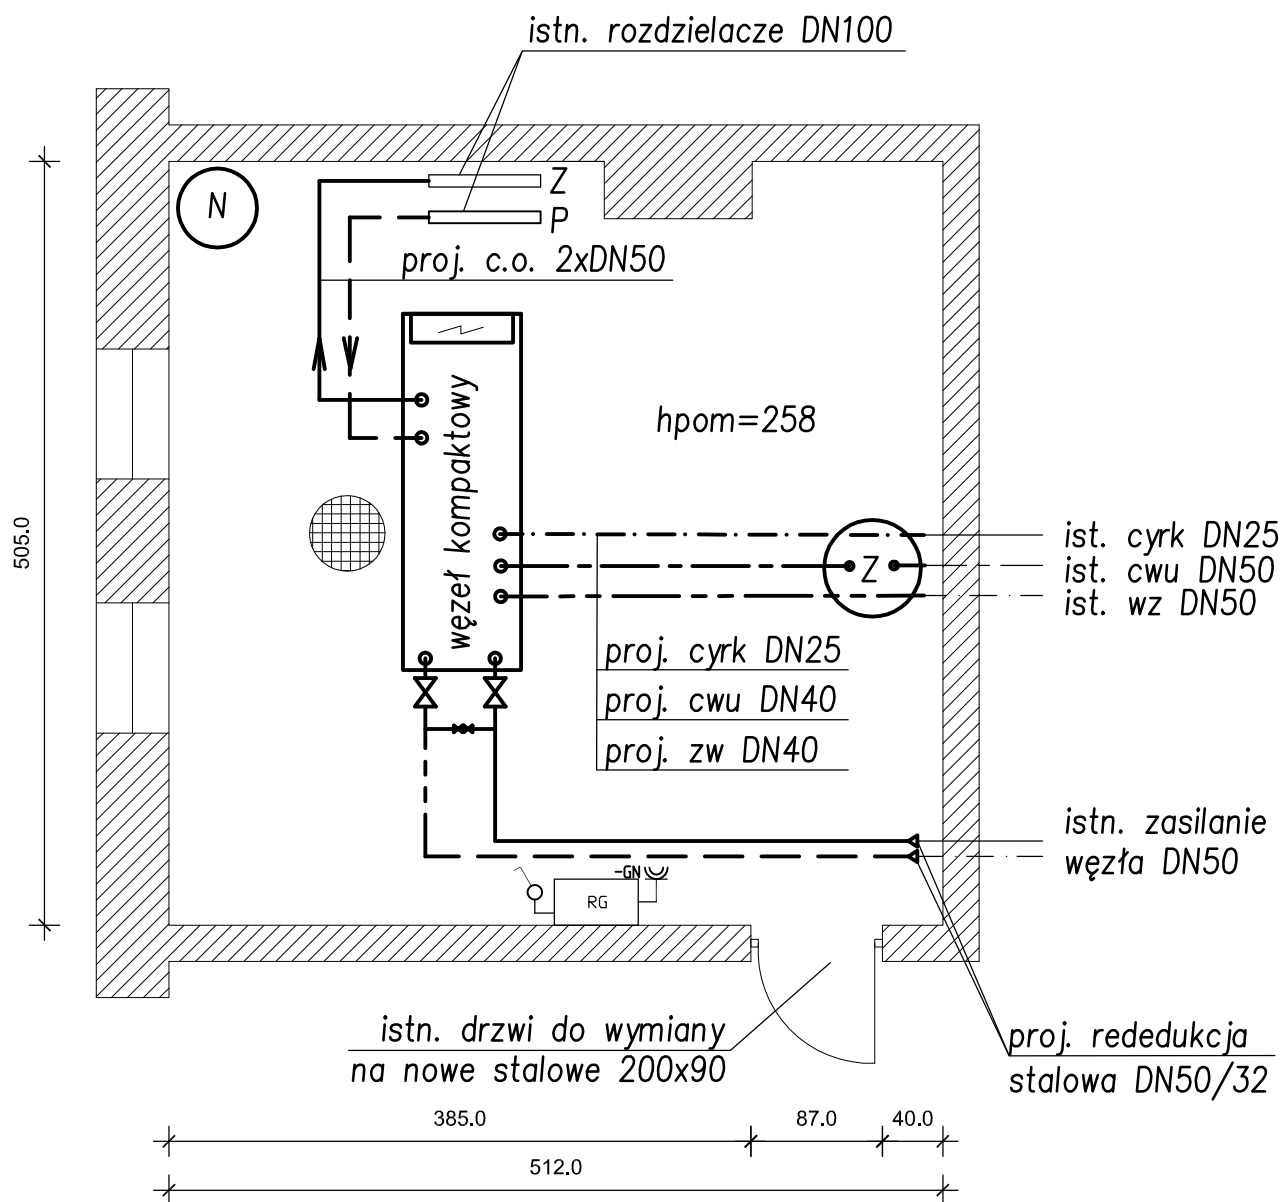 istn. rozdzielacze DN100
N
Z
P
proj. c.o. 2xDN50
węzeł kompaktowy
hpom=258
505.0
Z
ist. cyrk DN25
ist. cwu DN50
ist. wz DN50
proj. cyrk DN25
proj. cwu DN40
proj. zw DN40
istn. zasilanie
węzła DN50
-GN
RG
istn. drzwi do wymiany
na nowe stalowe 200x90
proj. rededukcja
stalowa DN50/32
385.0
87.0
40.0
512.0